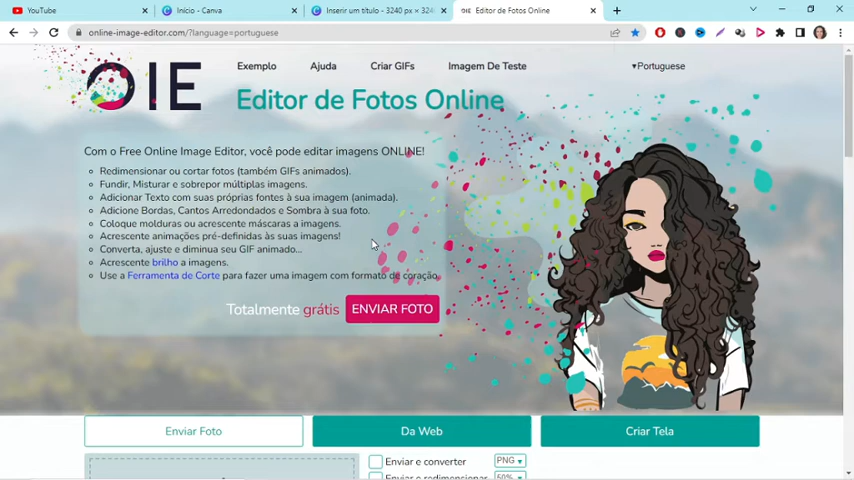 YouTube
Início - Canva
Inserir um título - 3240 px × 324
Editor de Fotos Online
online-image-editor.com/?language=portuguese
OIE
Exemplo
Ajuda
Criar GIFs
Imagem De Teste
▾Portuguese
Editor de Fotos Online
Com o Free Online Image Editor, você pode editar imagens ONLINE!
Redimensionar ou cortar fotos (também GIFs animados).
Fundir, Misturar e sobrepor múltiplas imagens.
Adicionar Texto com suas próprias fontes à sua imagem (animada).
Adicione Bordas, Cantos Arredondados e Sombra à sua foto.
Coloque molduras ou acrescente máscaras a imagens.
Acrescente animações pré-definidas às suas imagens!
Converta, ajuste e diminua seu GIF animado...
Acrescente brilho a imagens.
Use a Ferramenta de Corte para fazer uma imagem com formato de coração.
Totalmente grátis
ENVIAR FOTO
Enviar Foto
Da Web
Criar Tela
Enviar e converter
PNG
Enviar e redimensionar
50%